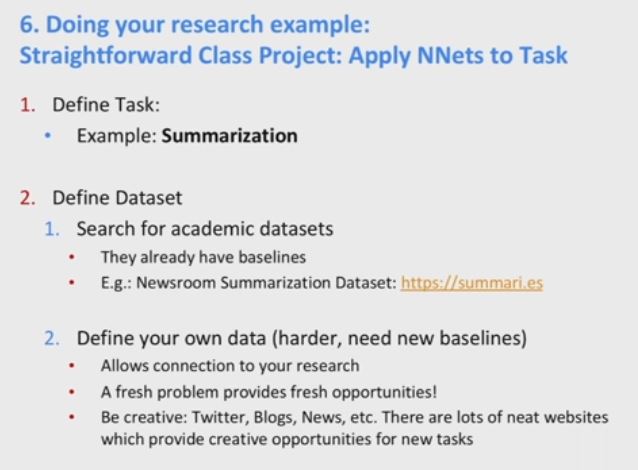 6. Doing your research example:
Straightforward Class Project: Apply NNets to Task
1. Define Task:
• Example: Summarization
2. Define Dataset
1. Search for academic datasets
• They already have baselines
• E.g.: Newsroom Summarization Dataset: https://summari.es
2. Define your own data (harder, need new baselines)
• Allows connection to your research
• A fresh problem provides fresh opportunities!
• Be creative: Twitter, Blogs, News, etc. There are lots of neat websites
which provide creative opportunities for new tasks